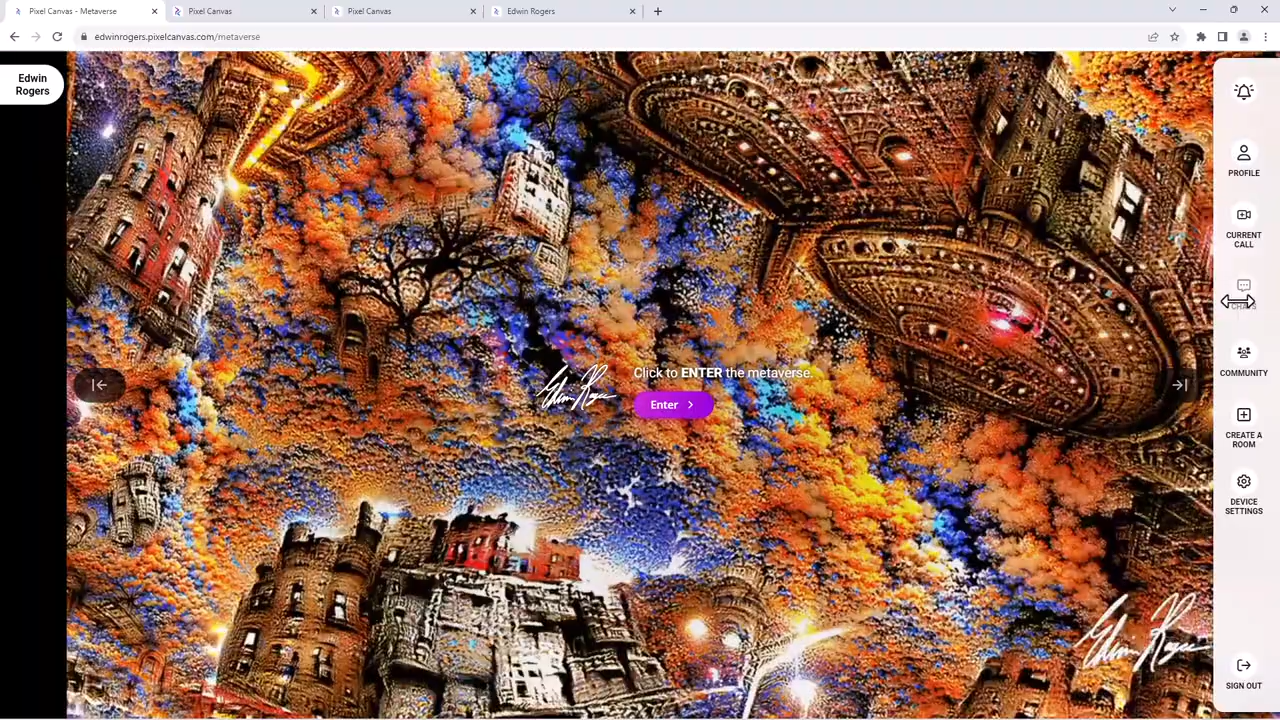 Pixel Canvas - Metaverse
Pixel Canvas
Pixel Canvas
Edwin Rogers
edwinrogers.pixelcanvas.com/metaverse
Edwin
Rogers
PROFILE
CURRENT
CALL
CHATS
Click to ENTER the metaverse.
COMMUNITY
Enter
CREATE A
ROOM
DEVICE
SETTINGS
SIGN OUT